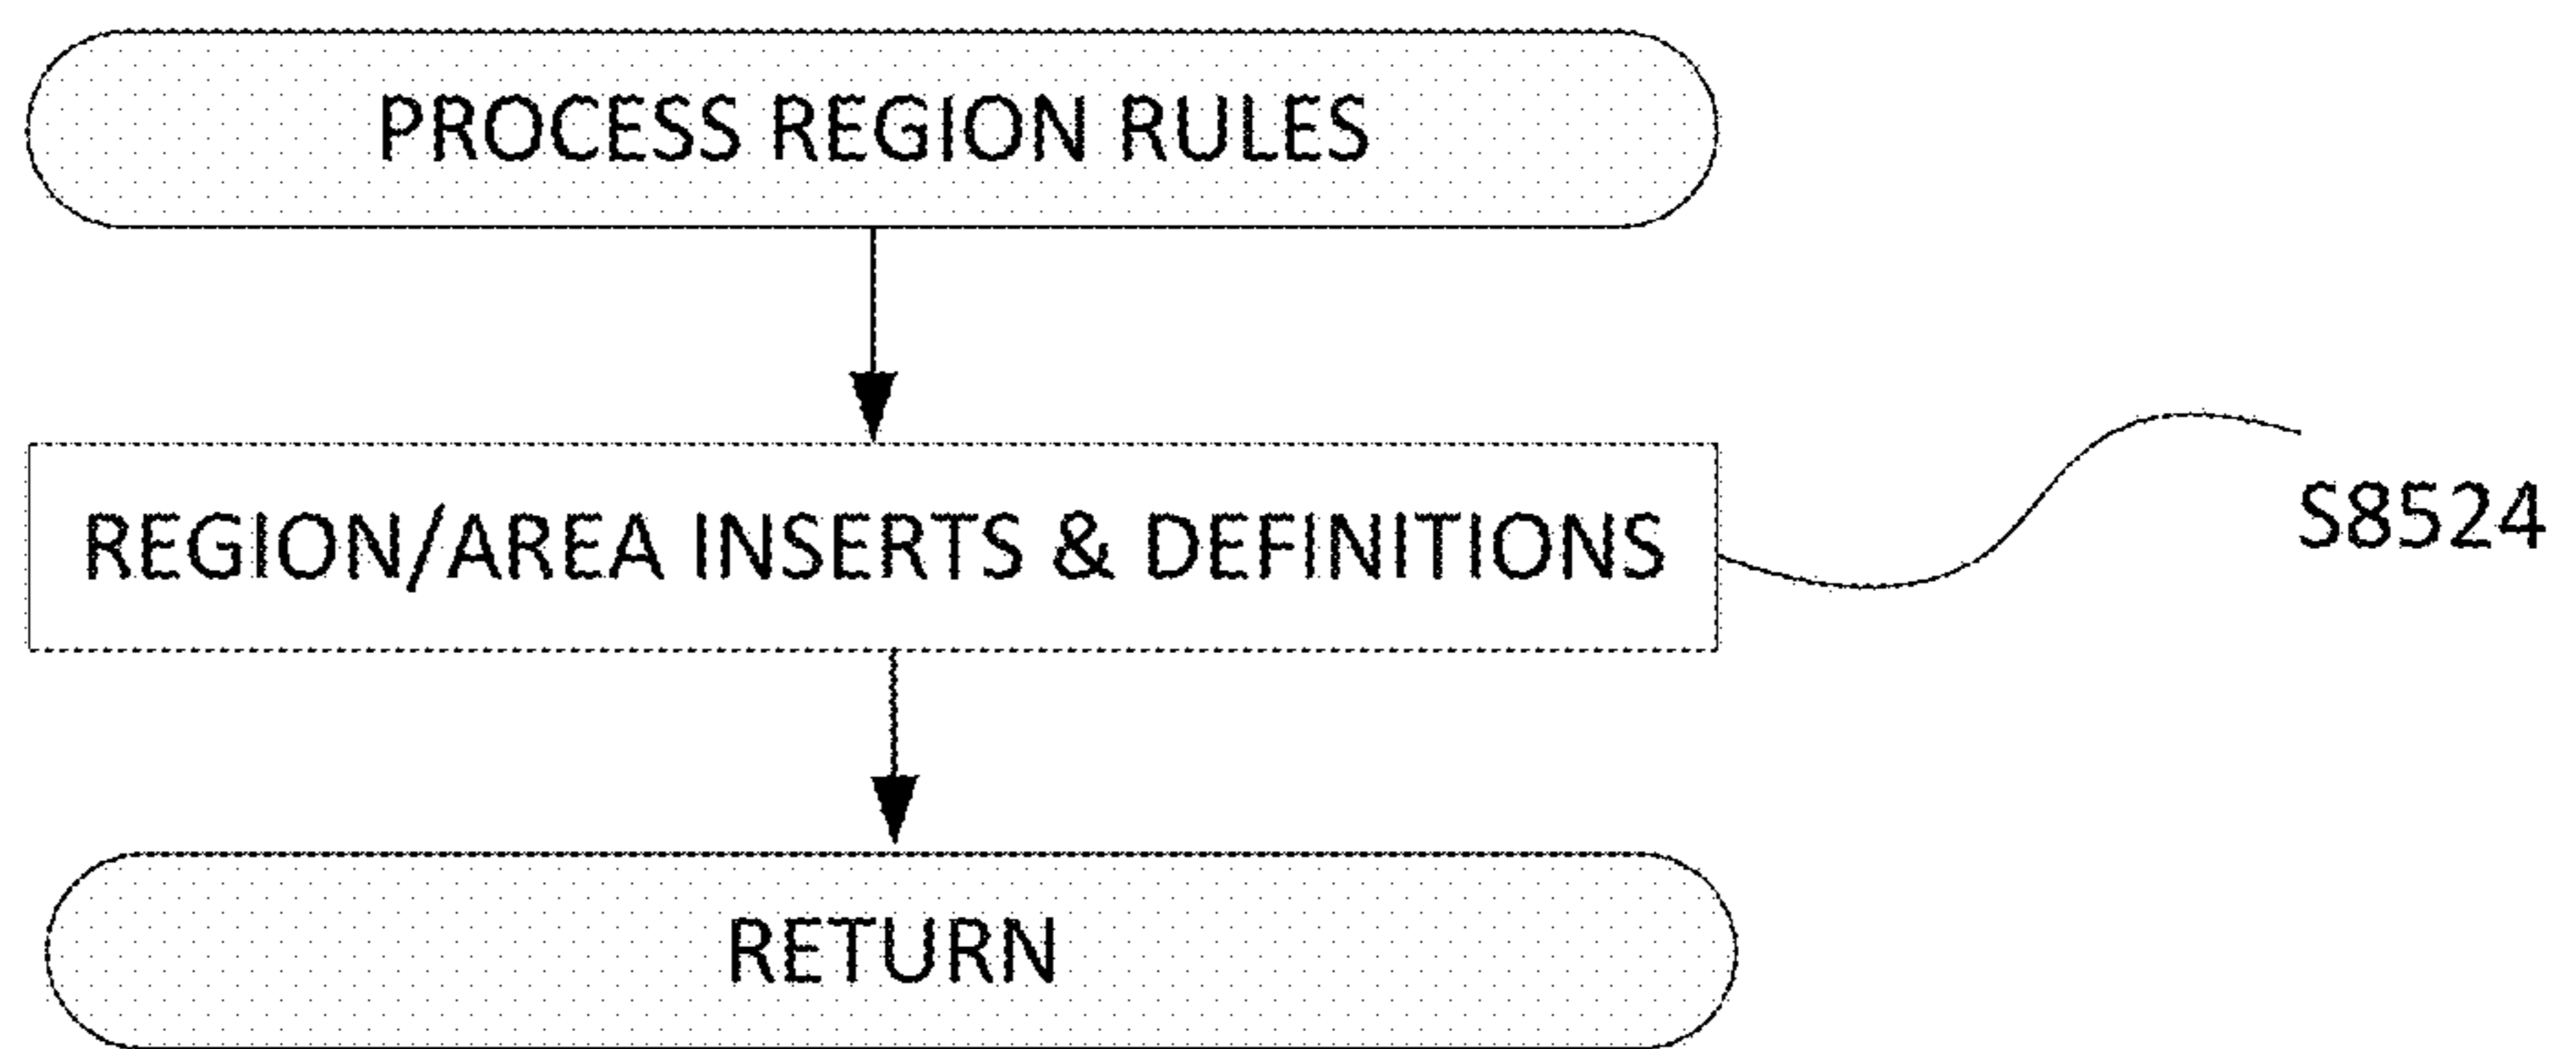 PROCESS REGION RULES
REGION/AREA INSERTS & DEFINITIONS
S8524
RETURN